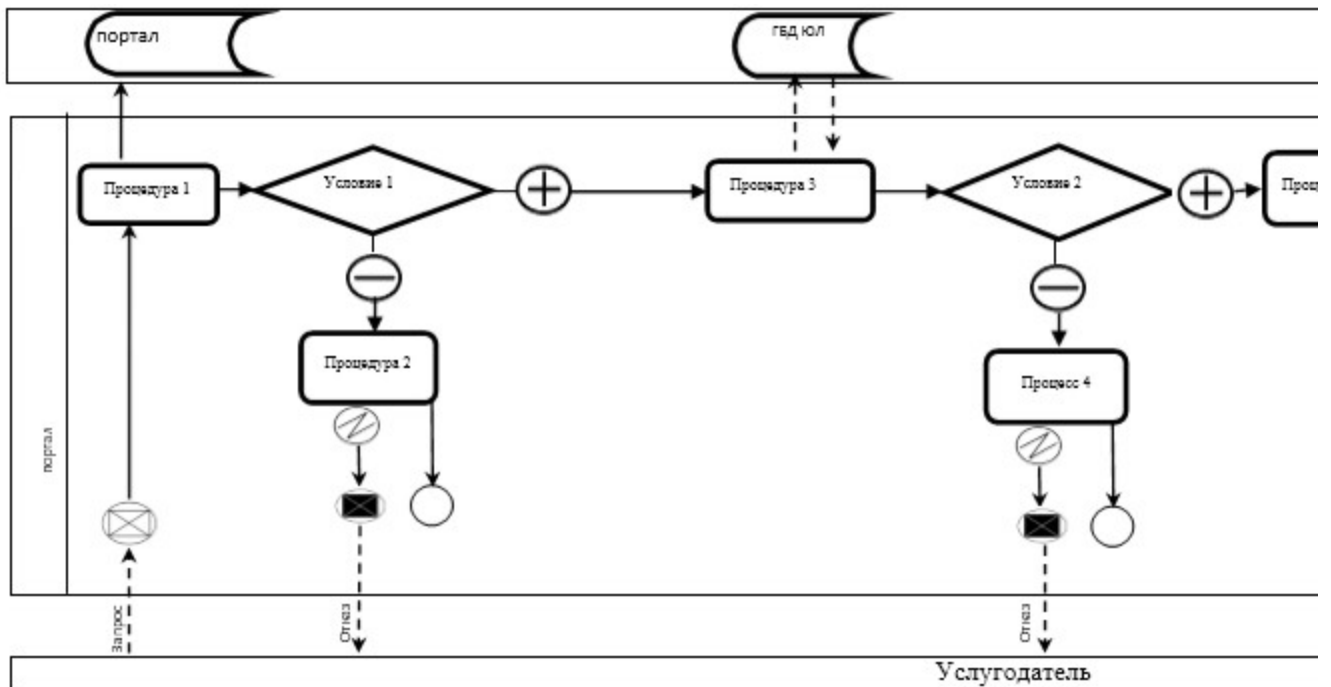 портал
ГБД ЮЛ
Процедура 1
Условие 1
Процедура 3
Условие 2
Проц
Процедура 2
Процесс 4
портал
Запрос
Отказ
Отказ
Услугодатель